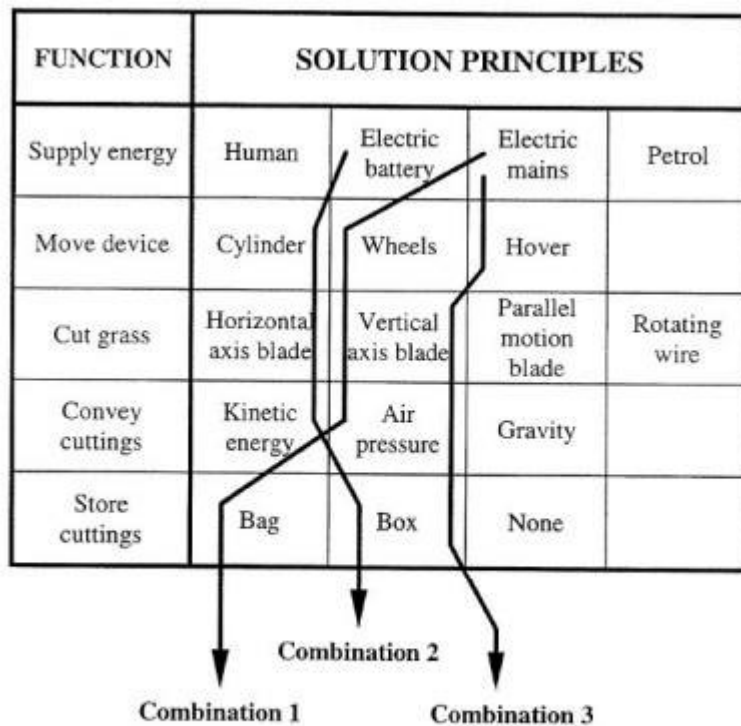 FUNCTION
SOLUTION PRINCIPLES
Supply energy
Human
Electric
battery
Electric
mains
Petrol
Move device
Cylinder
Wheels
Hover
Cut grass
Horizontal
axis blade
Vertical
axis blade
Parallel
motion
blade
Rotating
wire
Convey
cuttings
Kinetic
energy
Air
pressure
Gravity
Store
cuttings
Bag
Box
None
Combination 2
Combination 1
Combination 3